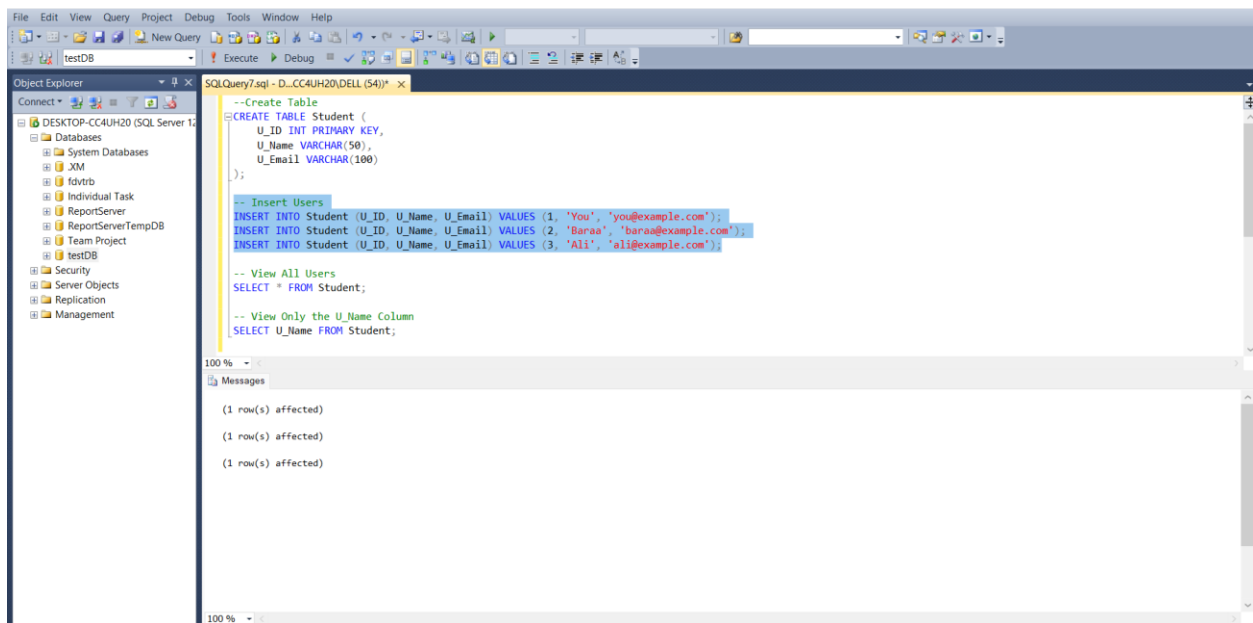 File Edit View Query Project Debug Tools Window Help
New Query
testDB Execute Debug
Object Explorer
Connect
DESKTOP-CC4UH20 (SQL Server 12
Databases
System Databases
.XM
fdvtrb
Individual Task
ReportServer
ReportServerTempDB
Team Project
testDB
Security
Server Objects
Replication
Management
SQLQuery7.sql - D...CC4UH20\DELL (54))*
--Create Table
CREATE TABLE Student (
U_ID INT PRIMARY KEY,
U_Name VARCHAR(50),
U_Email VARCHAR(100)
);
-- Insert Users
INSERT INTO Student (U_ID, U_Name, U_Email) VALUES (1, 'You', 'you@example.com');
INSERT INTO Student (U_ID, U_Name, U_Email) VALUES (2, 'Baraa', 'baraa@example.com');
INSERT INTO Student (U_ID, U_Name, U_Email) VALUES (3, 'Ali', 'ali@example.com');
-- View All Users
SELECT * FROM Student;
-- View Only the U_Name Column
SELECT U_Name FROM Student;
100 %
Messages
(1 row(s) affected)
(1 row(s) affected)
(1 row(s) affected)
100 %